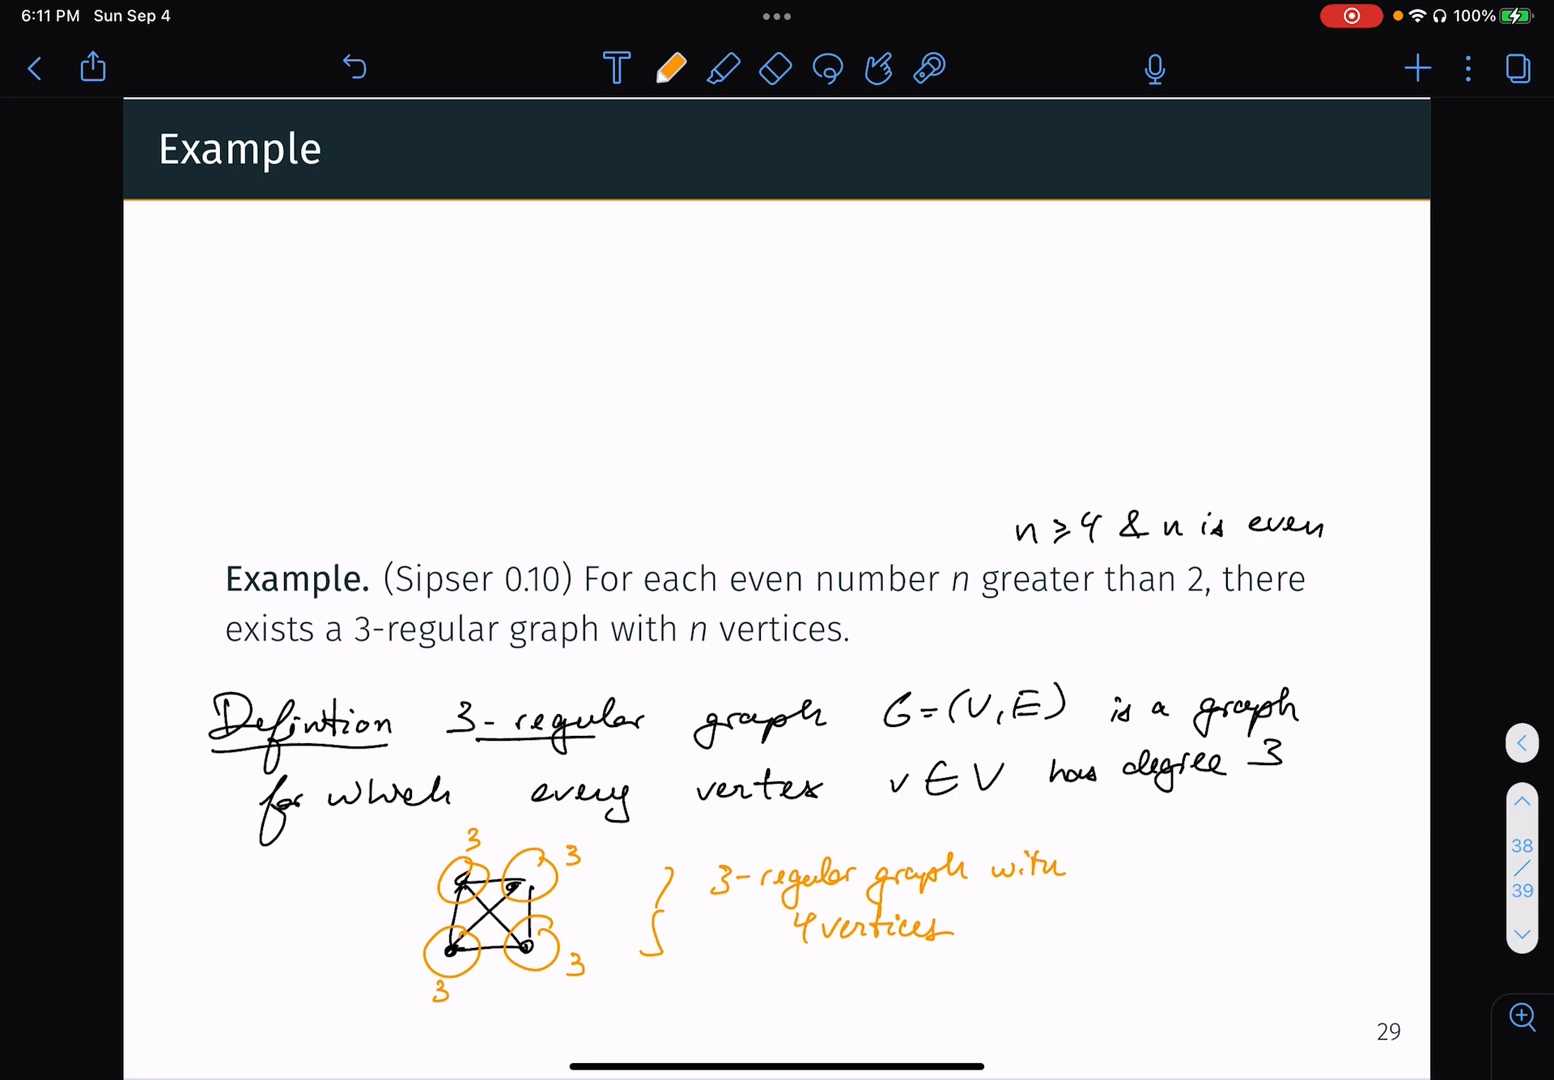 6:11 PM Sun Sep 4
100%
Example
n ⩾ 4 & n is even
Example. (Sipser 0.10) For each even number n greater than 2, there
exists a 3-regular graph with n vertices.
Defintion 3-regular graph G=(V,E) is a graph
for which every vertex v ∈ V has degree 3
3
3
3-regular graph with
4 vertices
3
3
38
39
29